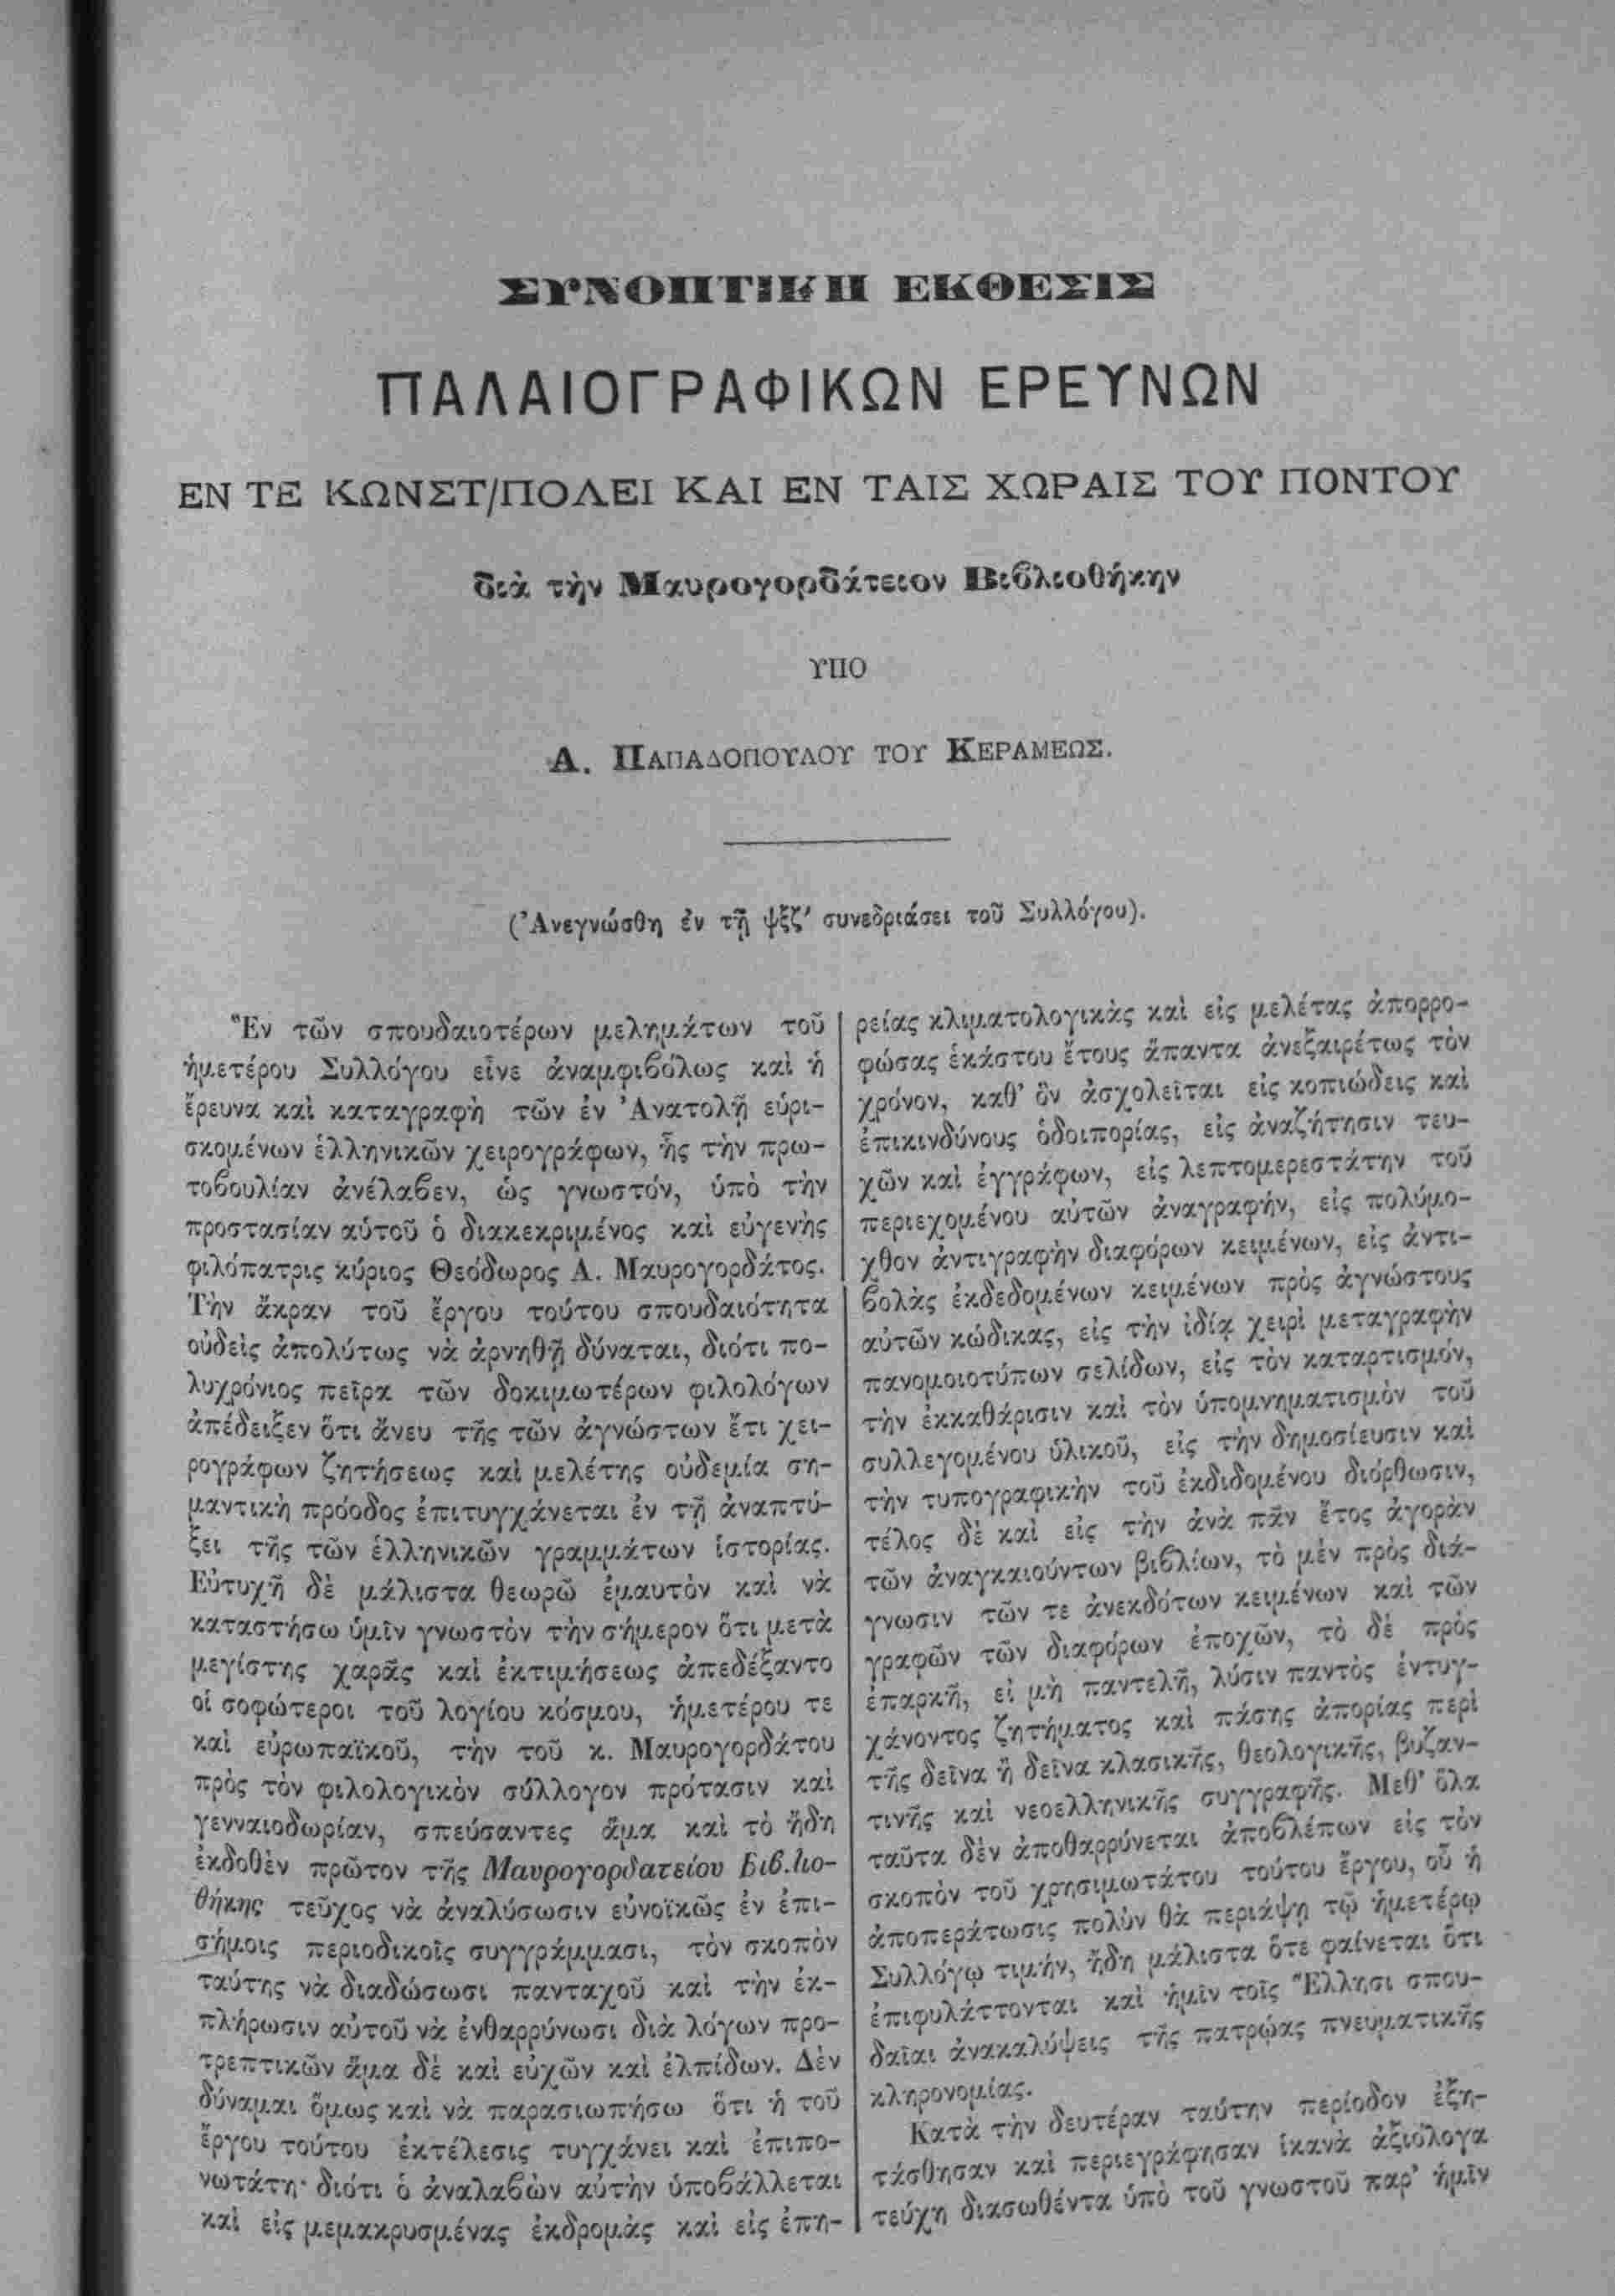 ΣΥΝΟΠΤΙΚΗ ΕΚΘΕΣΙΣ
ΠΑΛΑΙΟΓΡΑΦΙΚΩΝ ΕΡΕΥΝΩΝ
ΕΝ ΤΕ ΚΩΝΣΤ/ΠΟΛΕΙ ΚΑΙ ΕΝ ΤΑΙΣ ΧΩΡΑΙΣ ΤΟΥ ΠΟΝΤΟΥ
διὰ τὴν Μαυρογορδάτειον Βιβλιοθήκην
ΥΠΟ
Α. ΠΑΠΑΔΟΠΟΥΛΟΥ ΤΟΥ ΚΕΡΑΜΕΩΣ.
(Ἀνεγνώσθη ἐν τῇ ψξζʹ συνεδριάσει τοῦ Συλλόγου).
Ἓν τῶν σπουδαιοτέρων μελημάτων τοῦ
ἡμετέρου Συλλόγου εἶνε ἀναμφιβόλως καὶ ἡ
ἔρευνα καὶ καταγραφὴ τῶν ἐν Ἀνατολῇ εὑρι-
σκομένων ἑλληνικῶν χειρογράφων, ἧς τὴν πρω-
τοβουλίαν ἀνέλαβεν, ὡς γνωστόν, ὑπὸ τὴν
προστασίαν αὑτοῦ ὁ διακεκριμένος καὶ εὐγενὴς
φιλόπατρις κύριος Θεόδωρος Α. Μαυρογορδάτος.
Τὴν ἄκραν τοῦ ἔργου τούτου σπουδαιότητα
οὐδεὶς ἀπολύτως νὰ ἀρνηθῇ δύναται, διότι πο-
λυχρόνιος πεῖρα τῶν δοκιμωτέρων φιλολόγων
ἀπέδειξεν ὅτι ἄνευ τῆς τῶν ἀγνώστων ἔτι χει-
ρογράφων ζητήσεως καὶ μελέτης οὐδεμία ση-
μαντικὴ πρόοδος ἐπιτυγχάνεται ἐν τῇ ἀναπτύ-
ξει τῆς τῶν ἑλληνικῶν γραμμάτων ἱστορίας.
Εὐτυχῆ δὲ μάλιστα θεωρῶ ἐμαυτὸν καὶ νὰ
καταστήσω ὑμῖν γνωστὸν τὴν σήμερον ὅτι μετὰ
μεγίστης χαρᾶς καὶ ἐκτιμήσεως ἀπεδέξαντο
οἱ σοφώτεροι τοῦ λογίου κόσμου, ἡμετέρου τε
καὶ εὐρωπαϊκοῦ, τὴν τοῦ κ. Μαυρογορδάτου
πρὸς τὸν φιλολογικὸν σύλλογον πρότασιν καὶ
γενναιοδωρίαν, σπεύσαντες ἅμα καὶ τὸ ἤδη
ἐκδοθὲν πρῶτον τῆς Μαυρογορδατείου Βιβλιο-
θήκης τεῦχος νὰ ἀναλύσωσιν εὐνοϊκῶς ἐν ἐπι-
σήμοις περιοδικοῖς συγγράμμασι, τὸν σκοπὸν
ταύτης νὰ διαδώσωσι πανταχοῦ καὶ τὴν ἐκ-
πλήρωσιν αὐτοῦ νὰ ἐνθαρρύνωσι διὰ λόγων προ-
τρεπτικῶν ἅμα δὲ καὶ εὐχῶν καὶ ἐλπίδων. Δὲν
δύναμαι ὅμως καὶ νὰ παρασιωπήσω ὅτι ἡ τοῦ
ἔργου τούτου ἐκτέλεσις τυγχάνει καὶ ἐπιπο-
νωτάτη· διότι ὁ ἀναλαβὼν αὐτὴν ὑποβάλλεται
καὶ εἰς μεμακρυσμένας ἐκδρομὰς καὶ εἰς ἐπη-
ρείας κλιματολογικὰς καὶ εἰς μελέτας ἀπορρο-
φώσας ἑκάστου ἔτους ἅπαντα ἀνεξαιρέτως τὸν
χρόνον, καθ’ ὃν ἀσχολεῖται εἰς κοπιώδεις καὶ
ἐπικινδύνους ὁδοιπορίας, εἰς ἀναζήτησιν τευ-
χῶν καὶ ἐγγράφων, εἰς λεπτομερεστάτην τοῦ
περιεχομένου αὐτῶν ἀναγραφήν, εἰς πολύμο-
χθον ἀντιγραφὴν διαφόρων κειμένων, εἰς ἀντι-
βολὰς ἐκδεδομένων κειμένων πρὸς ἀγνώστους
αὐτῶν κώδικας, εἰς τὴν ἰδίᾳ χειρὶ μεταγραφὴν
πανομοιοτύπων σελίδων, εἰς τὸν καταρτισμόν,
τὴν ἐκκαθάρισιν καὶ τὸν ὑπομνηματισμὸν τοῦ
συλλεγομένου ὑλικοῦ, εἰς τὴν δημοσίευσιν καὶ
τὴν τυπογραφικὴν τοῦ ἐκδιδομένου διόρθωσιν,
τέλος δὲ καὶ εἰς τὴν ἀνὰ πᾶν ἔτος ἀγορὰν
τῶν ἀναγκαιούντων βιβλίων, τὸ μὲν πρὸς διά-
γνωσιν τῶν τε ἀνεκδότων κειμένων καὶ τῶν
γραφῶν τῶν διαφόρων ἐποχῶν, τὸ δὲ πρὸς
ἐπαρκῆ, εἰ μὴ παντελῆ, λύσιν παντὸς ἐντυγ-
χάνοντος ζητήματος καὶ πάσης ἀπορίας περὶ
τῆς δεῖνα ἢ δεῖνα κλασικῆς, θεολογικῆς, βυζαν-
τινῆς καὶ νεοελληνικῆς συγγραφῆς. Μεθ’ ὅλα
ταῦτα δὲν ἀποθαρρύνεται ἀποβλέπων εἰς τὸν
σκοπὸν τοῦ χρησιμωτάτου τούτου ἔργου, οὗ ἡ
ἀποπεράτωσις πολὺν θὰ περιάψῃ τῷ ἡμετέρῳ
Συλλόγῳ τιμήν, ἤδη μάλιστα ὅτε φαίνεται ὅτι
ἐπιφυλάττονται καὶ ἡμῖν τοῖς Ἕλλησι σπου-
δαῖαι ἀνακαλύψεις τῆς πατρῴας πνευματικῆς
κληρονομίας.
Κατὰ τὴν δευτέραν ταύτην περίοδον ἐξη-
τάσθησαν καὶ περιεγράφησαν ἱκανὰ ἀξιόλογα
τεύχη διασωθέντα ὑπὸ τοῦ γνωστοῦ παρ’ ἡμῖν